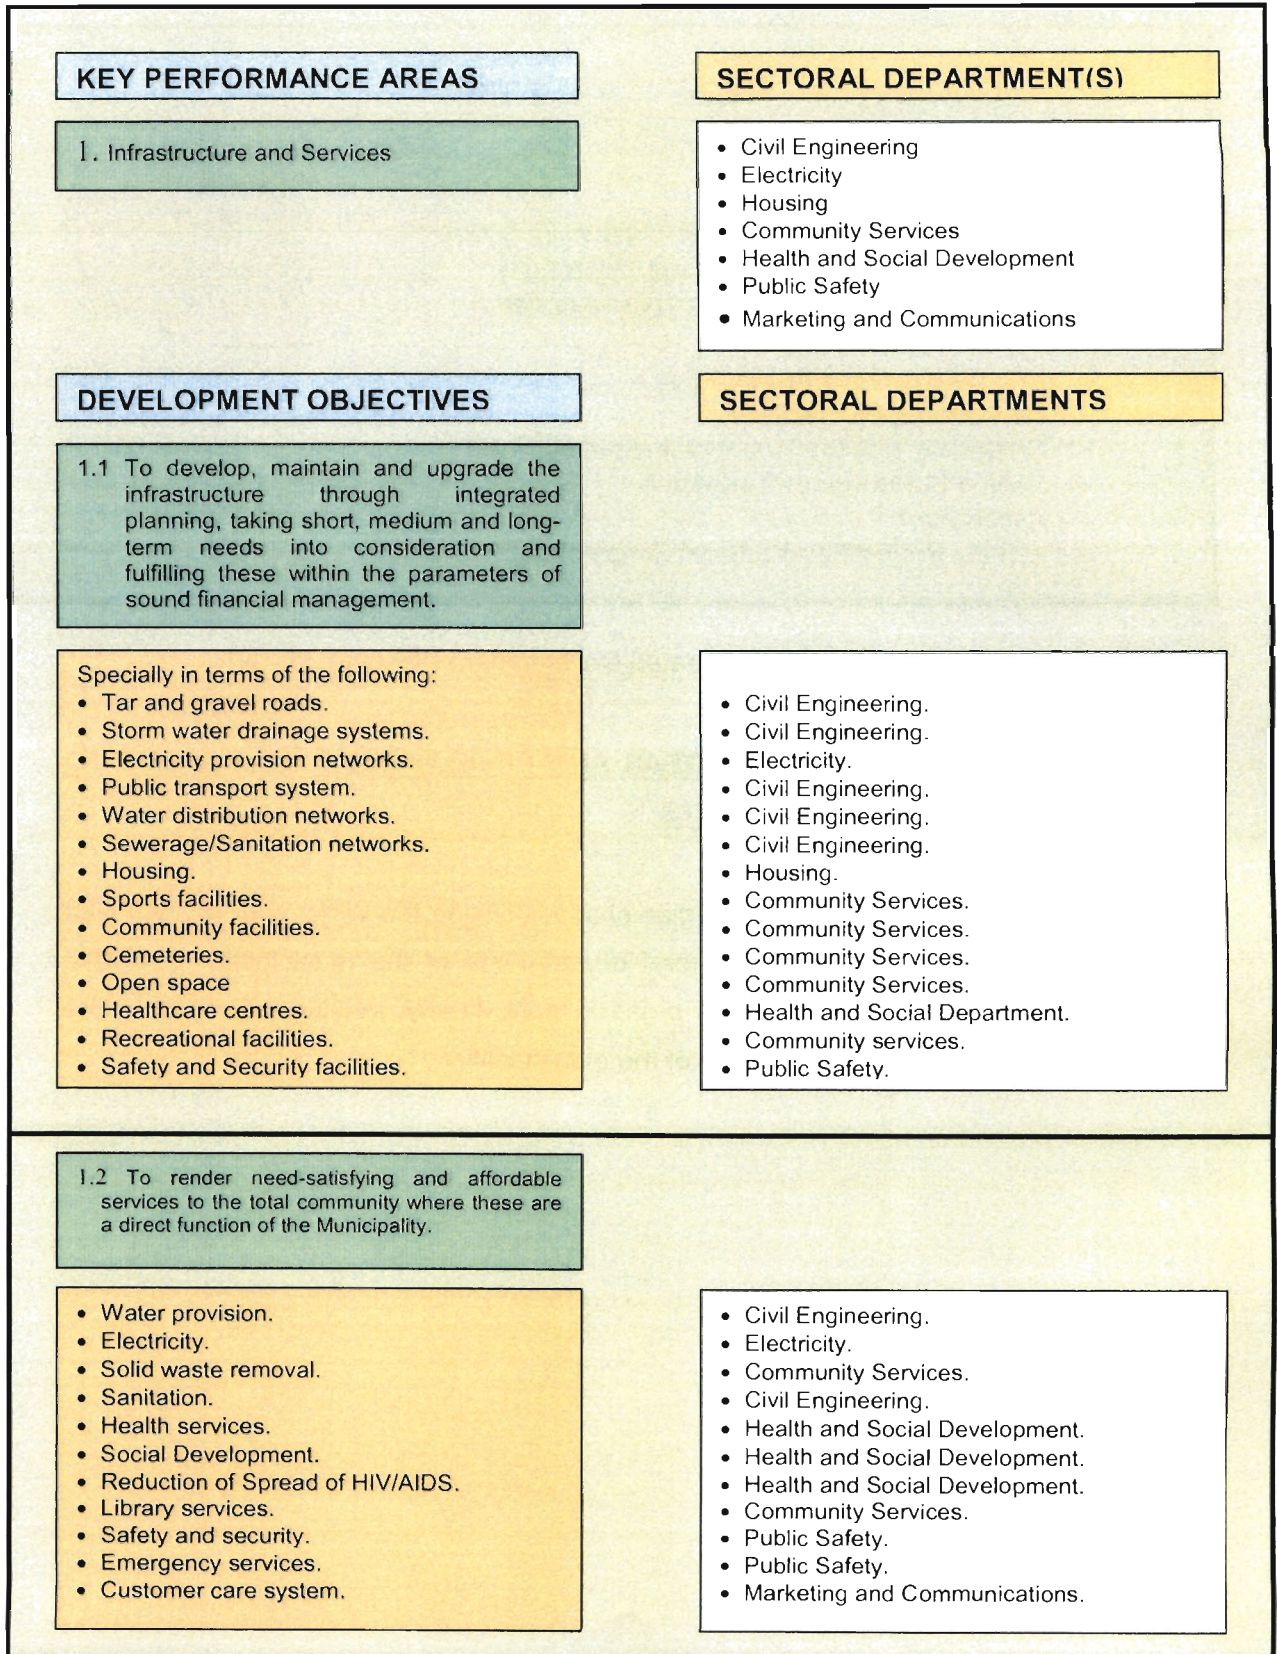 KEY PERFORMANCE AREAS
SECTORAL DEPARTMENT(S)
1. Infrastructure and Services
• Civil Engineering
• Electricity
• Housing
• Community Services
• Health and Social Development
• Public Safety
• Marketing and Communications
DEVELOPMENT OBJECTIVES
SECTORAL DEPARTMENTS
1.1 To develop, maintain and upgrade the
infrastructure through integrated
planning, taking short, medium and long-
term needs into consideration and
fulfilling these within the parameters of
sound financial management.
Specially in terms of the following:
• Tar and gravel roads.
• Storm water drainage systems.
• Electricity provision networks.
• Public transport system.
• Water distribution networks.
• Sewerage/Sanitation networks.
• Housing.
• Sports facilities.
• Community facilities.
• Cemeteries.
• Open space
• Healthcare centres.
• Recreational facilities.
• Safety and Security facilities.
• Civil Engineering.
• Civil Engineering.
• Electricity.
• Civil Engineering.
• Civil Engineering.
• Civil Engineering.
• Housing.
• Community Services.
• Community Services.
• Community Services.
• Community Services.
• Health and Social Department.
• Community services.
• Public Safety.
1.2 To render need-satisfying and affordable
services to the total community where these are
a direct function of the Municipality.
• Water provision.
• Electricity.
• Solid waste removal.
• Sanitation.
• Health services.
• Social Development.
• Reduction of Spread of HIV/AIDS.
• Library services.
• Safety and security.
• Emergency services.
• Customer care system.
• Civil Engineering.
• Electricity.
• Community Services.
• Civil Engineering.
• Health and Social Development.
• Health and Social Development.
• Health and Social Development.
• Community Services.
• Public Safety.
• Public Safety.
• Marketing and Communications.